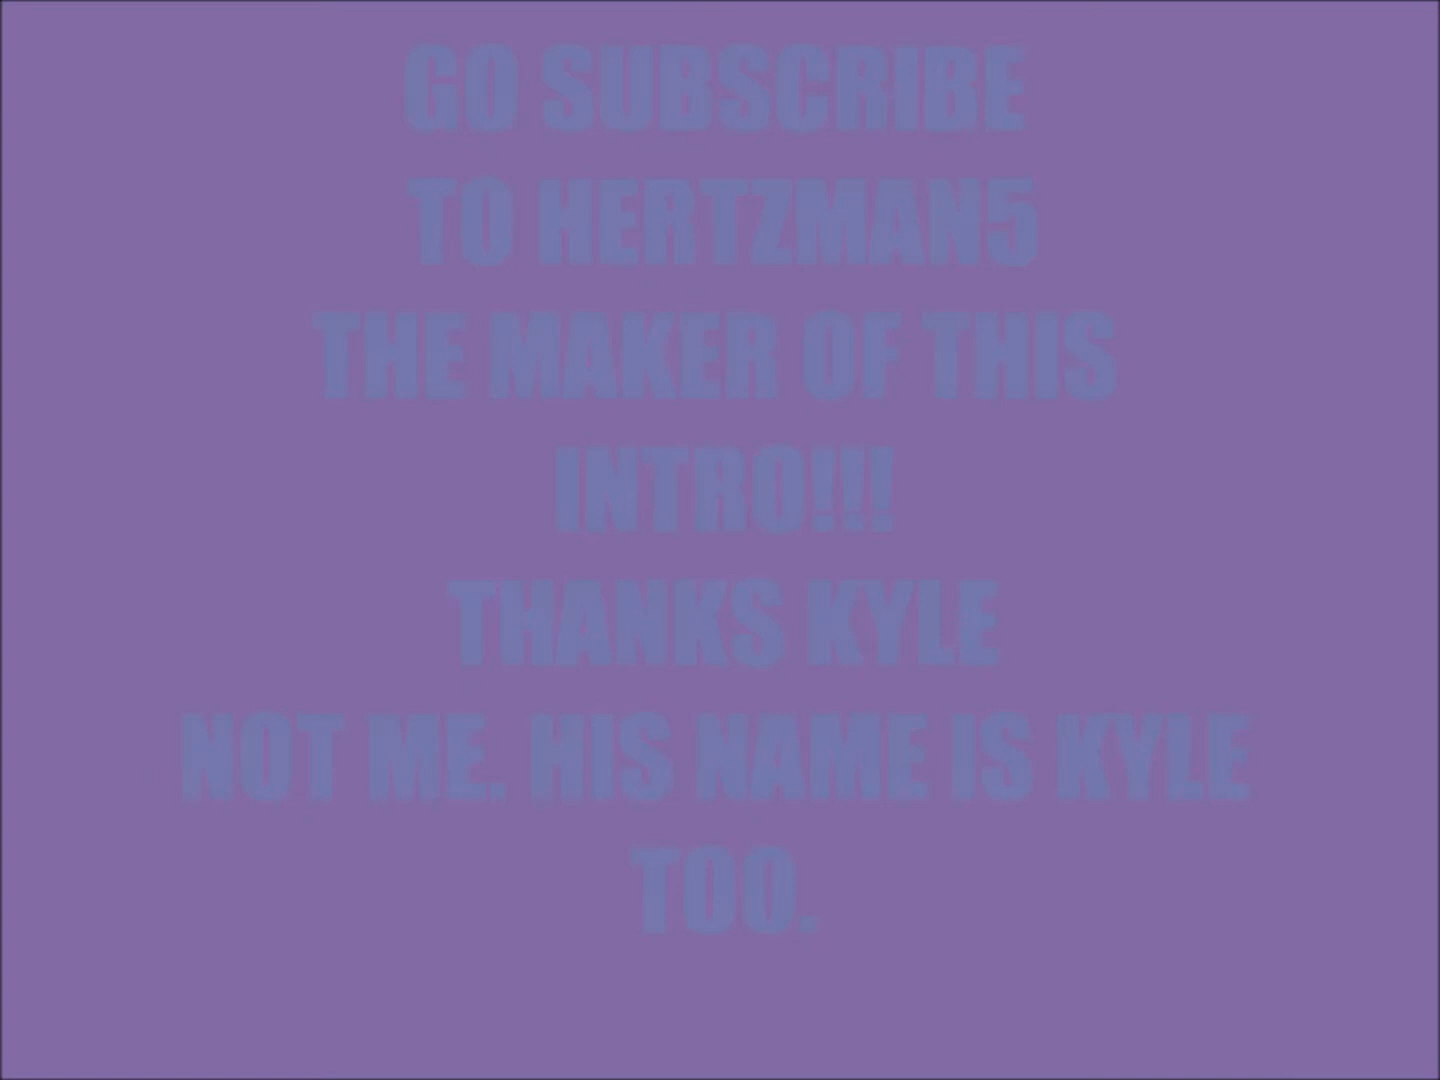 GO SUBSCRIBE
TO HERTZMAN5
THE MAKER OF THIS
INTRO!!!
THANKS KYLE
NOT ME. HIS NAME IS KYLE
TOO.